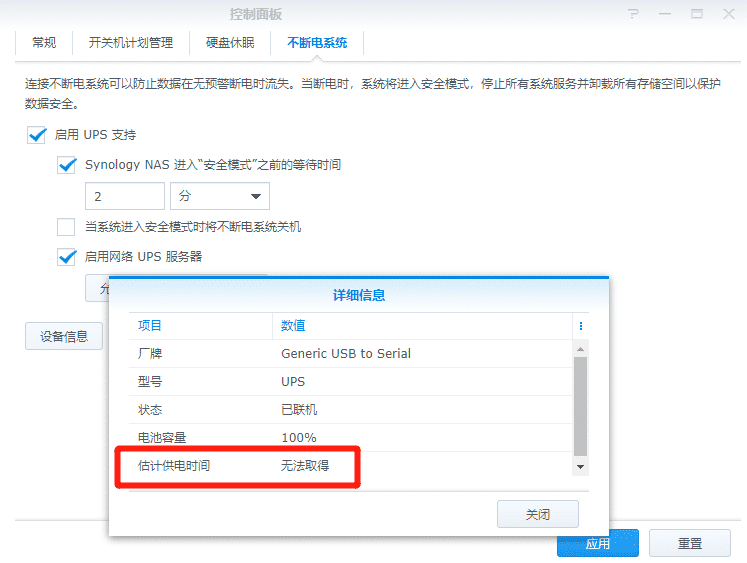 控制面板
常规 开关机计划管理 硬盘休眠 不断电系统
连接不断电系统可以防止数据在无预警断电时流失。当断电时，系统将进入安全模式，停止所有系统服务并卸载所有存储空间以保护
数据安全。
启用 UPS 支持
Synology NAS 进入“安全模式”之前的等待时间
2 分
当系统进入安全模式时将不断电系统关机
启用网络 UPS 服务器
设备信息
详细信息
项目 数值
厂牌 Generic USB to Serial
型号 UPS
状态 已联机
电池容量 100%
估计供电时间 无法取得
关闭
应用 重置